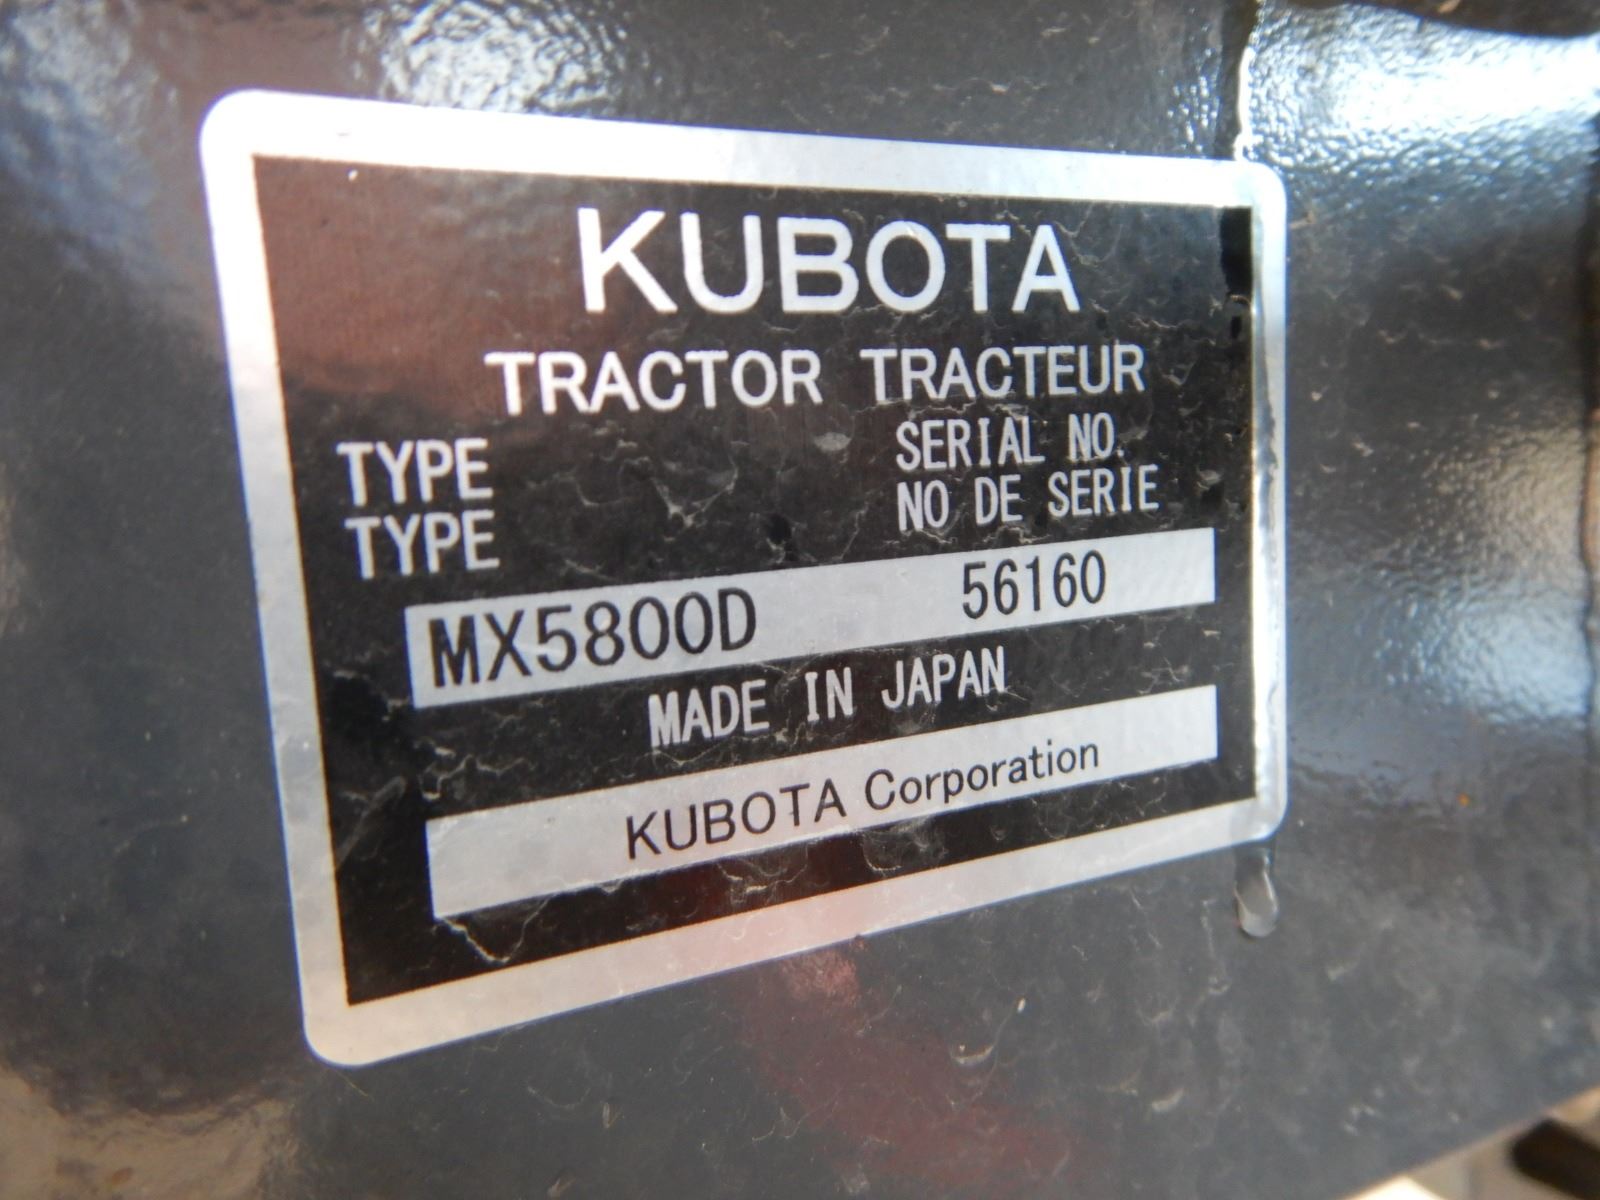 KUBOTA
TRACTOR TRACTEUR
TYPE SERIAL NO.
TYPE NO DE SERIE
MX5800D 56160
MADE IN JAPAN
KUBOTA Corporation